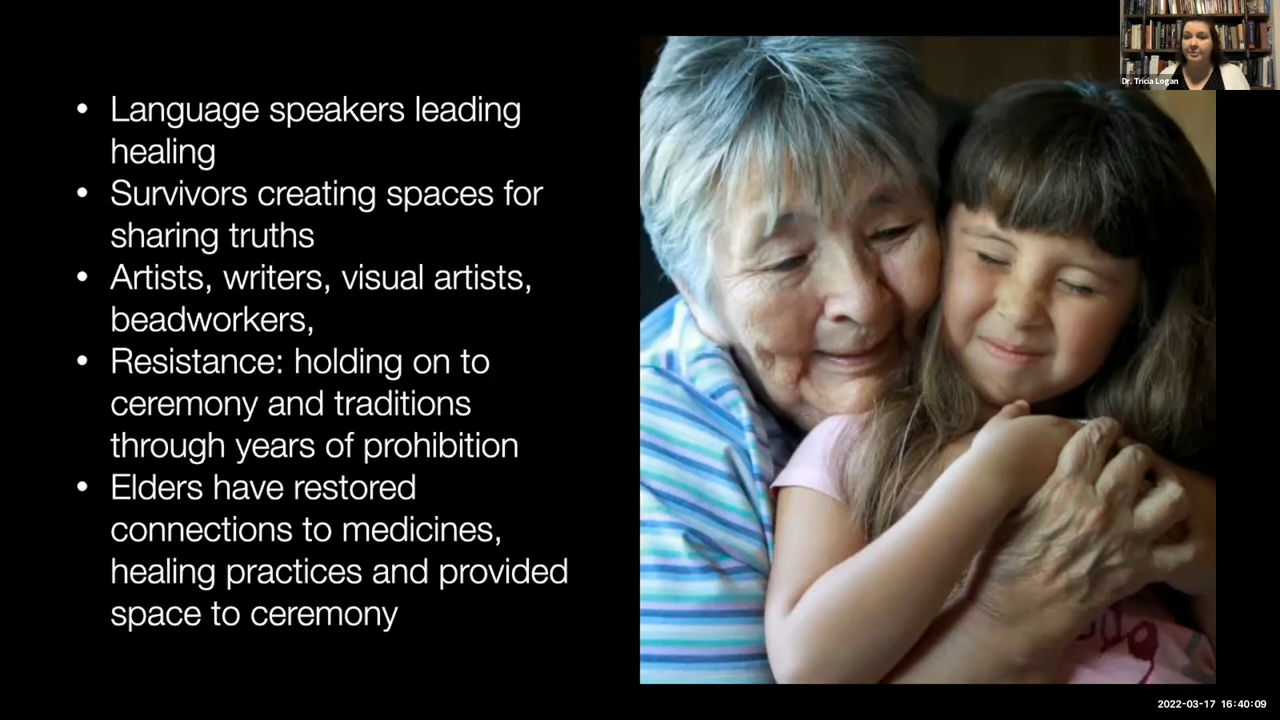 Dr. Tricia Logan
• Language speakers leading
healing
• Survivors creating spaces for
sharing truths
• Artists, writers, visual artists,
beadworkers,
• Resistance: holding on to
ceremony and traditions
through years of prohibition
• Elders have restored
connections to medicines,
healing practices and provided
space to ceremony
2022-03-17 16:40:09